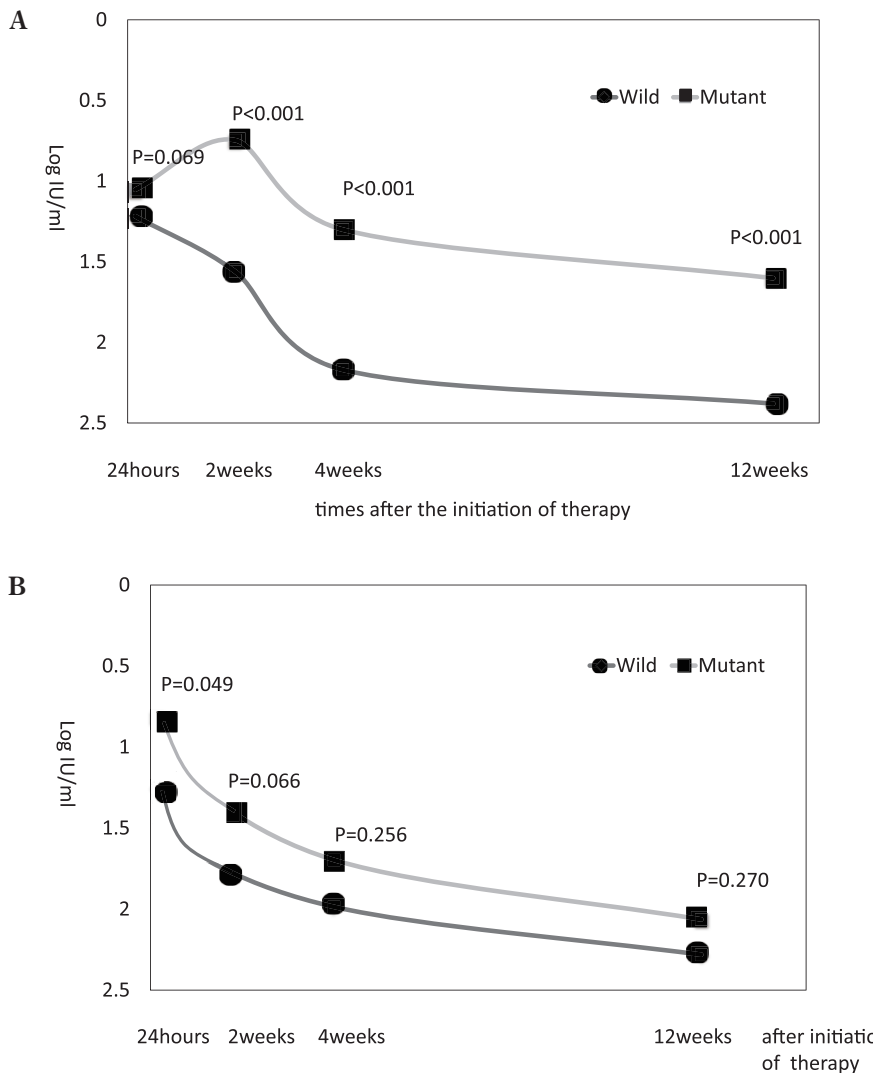 A
0
0.5
1
1.5
2
2.5
Log IU/ml
Wild Mutant
P=0.069
P<0.001
P<0.001
P<0.001
24hours 2weeks 4weeks 12weeks
times after the initiation of therapy
B
0
0.5
1
1.5
2
2.5
Log IU/ml
Wild Mutant
P=0.049
P=0.066
P=0.256
P=0.270
24hours 2weeks 4weeks 12weeks after
of therapy